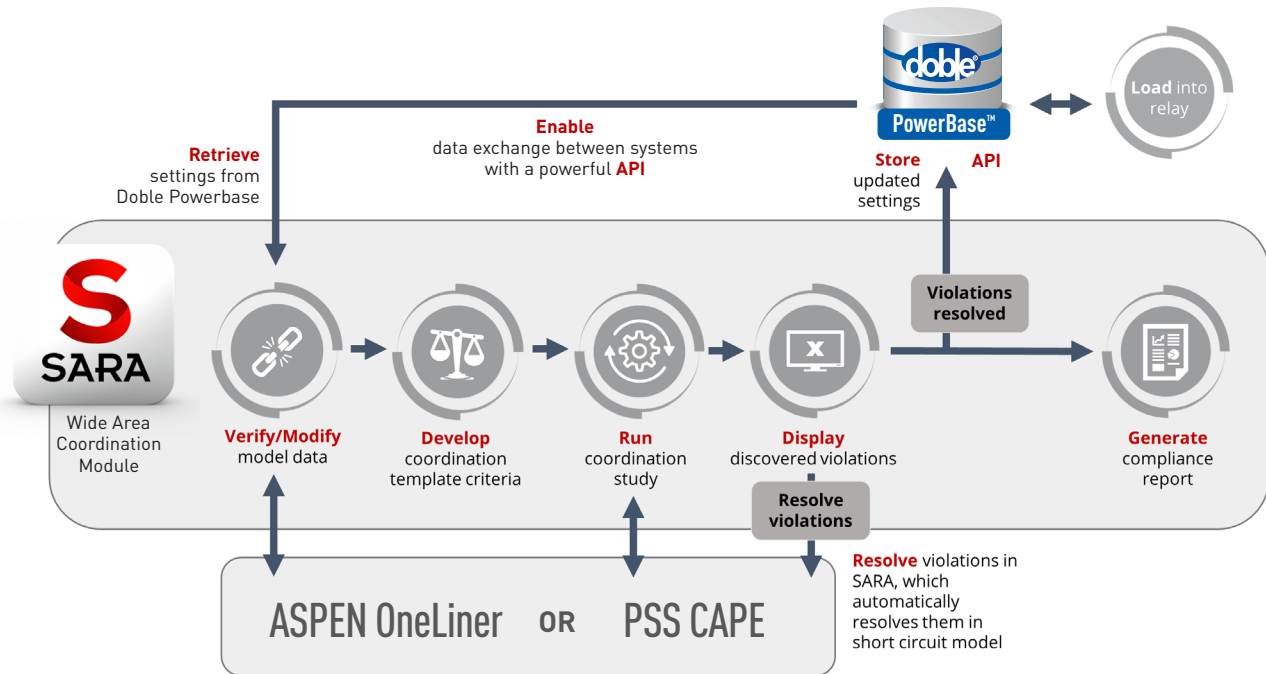 doble®
PowerBase™
Load into
relay
Enable
data exchange between systems
with a powerful API
Retrieve
settings from
Doble Powerbase
Store
updated
settings
API
S
SARA
Wide Area
Coordination
Module
Violations
resolved
X
Verify/Modify
model data
Develop
coordination
template criteria
Run
coordination
study
Display
discovered violations
Generate
compliance
report
Resolve
violations
Resolve violations in
SARA, which
automatically
resolves them in
short circuit model
ASPEN OneLiner OR PSS CAPE